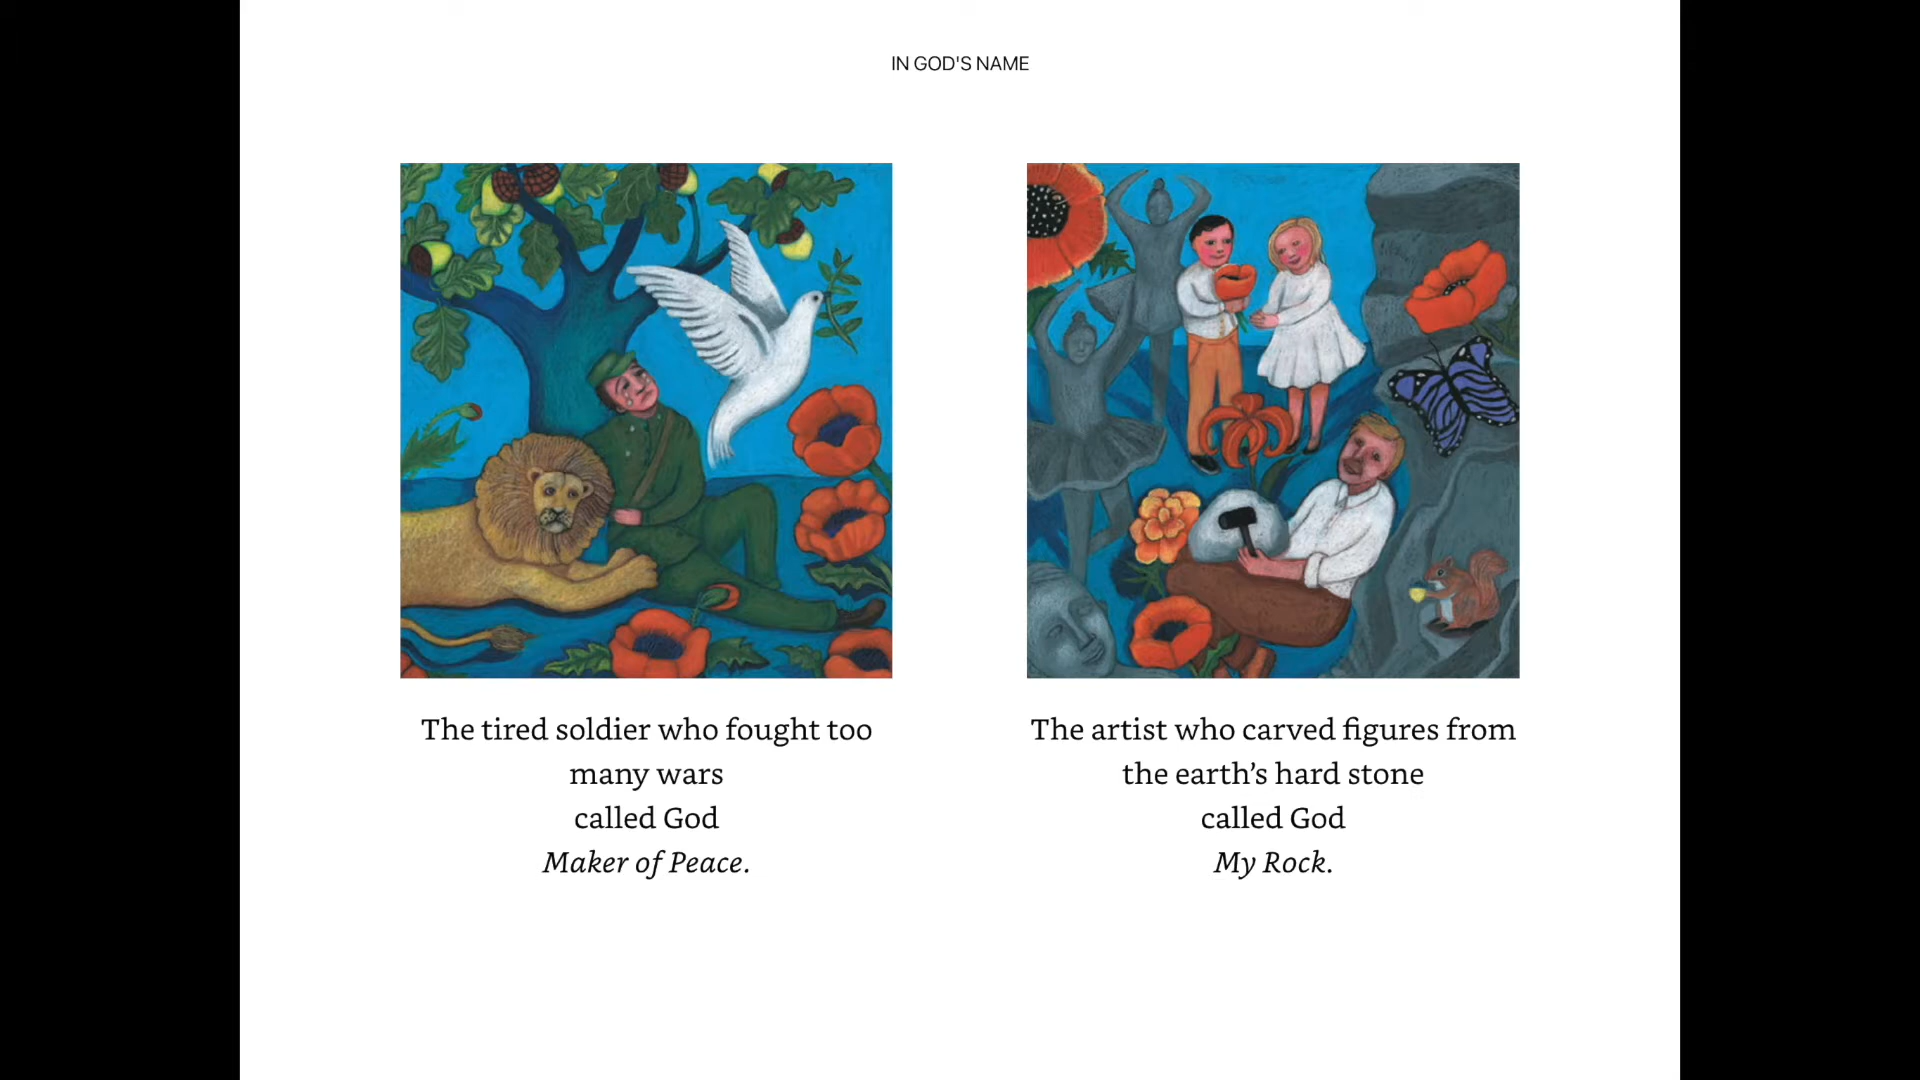 IN GOD'S NAME
The tired soldier who fought too
many wars
called God
Maker of Peace.
The artist who carved figures from
the earth’s hard stone
called God
My Rock.